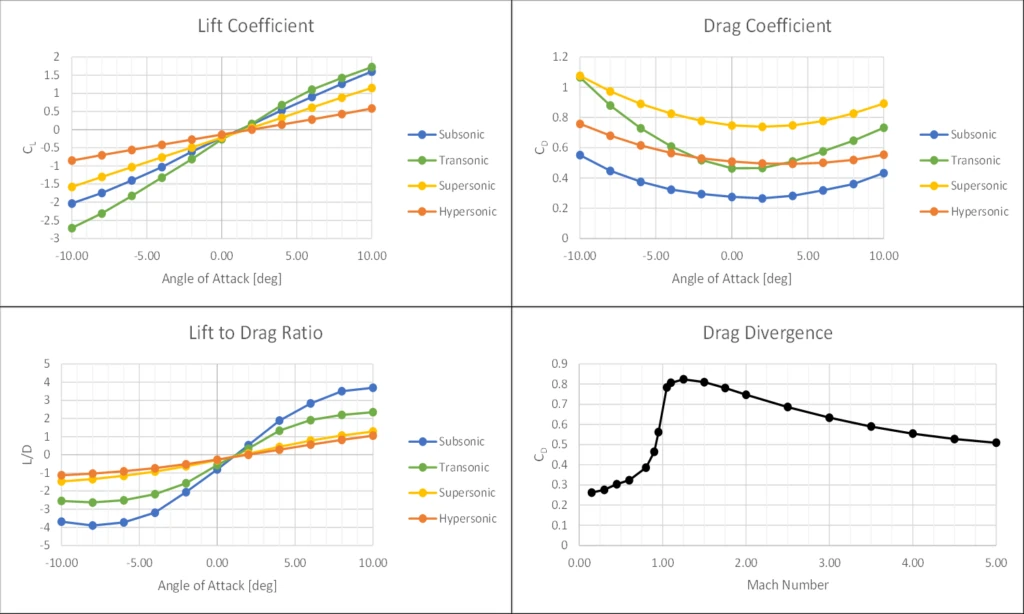 Lift Coefficient
2
1.5
1
0.5
0
-0.5
-1
-1.5
-2
-2.5
-3
C_L
-10.00 -5.00 0.00 5.00 10.00
Angle of Attack [deg]
Subsonic
Transonic
Supersonic
Hypersonic
Drag Coefficient
1.2
1
0.8
0.6
0.4
0.2
0
C_D
-10.00 -5.00 0.00 5.00 10.00
Angle of Attack [deg]
Subsonic
Transonic
Supersonic
Hypersonic
Lift to Drag Ratio
5
4
3
2
1
0
-1
-2
-3
-4
-5
L/D
-10.00 -5.00 0.00 5.00 10.00
Angle of Attack [deg]
Subsonic
Transonic
Supersonic
Hypersonic
Drag Divergence
0.9
0.8
0.7
0.6
0.5
0.4
0.3
0.2
0.1
0
C_D
0.00 1.00 2.00 3.00 4.00 5.00
Mach Number